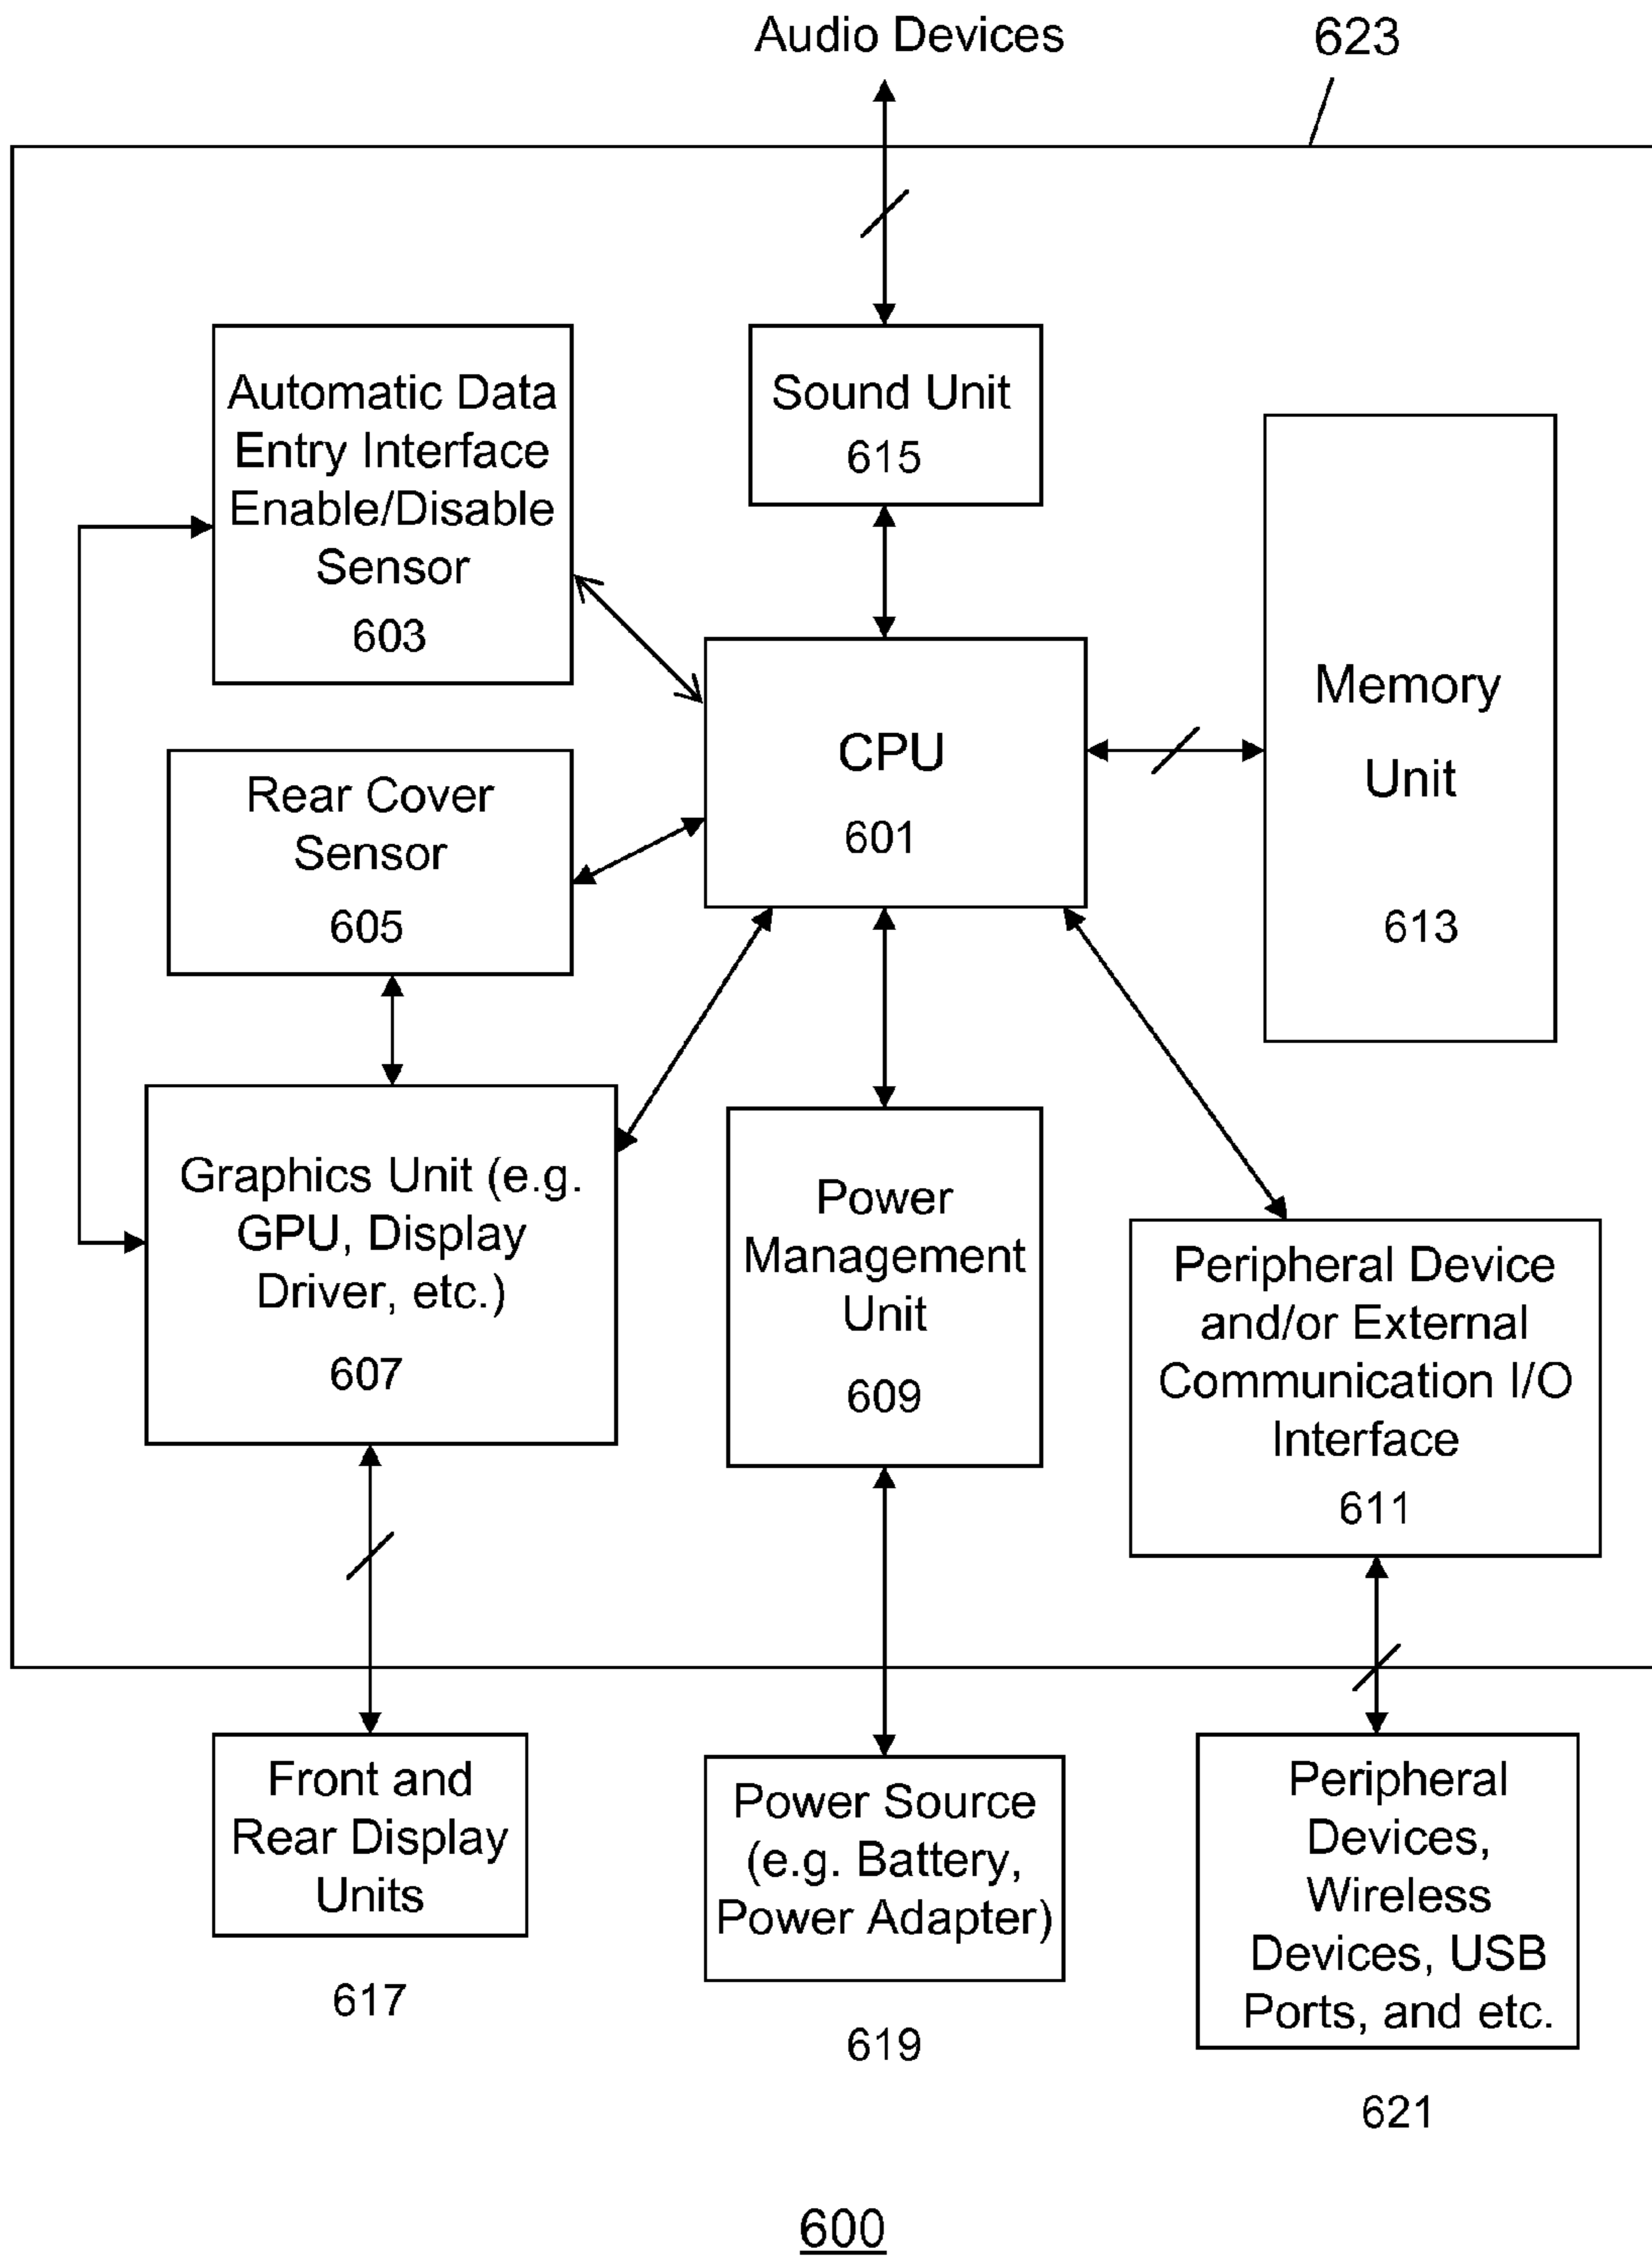 Audio Devices
623
Automatic Data
Entry Interface
Enable/Disable
Sensor
603
Sound Unit
615
Memory
Unit
613
CPU
601
Rear Cover
Sensor
605
Graphics Unit (e.g.
GPU, Display
Driver, etc.)
607
Power
Management
Unit
609
Peripheral Device
and/or External
Communication I/O
Interface
611
Front and
Rear Display
Units
617
Power Source
(e.g. Battery,
Power Adapter)
619
Peripheral
Devices,
Wireless
Devices, USB
Ports, and etc.
621
600